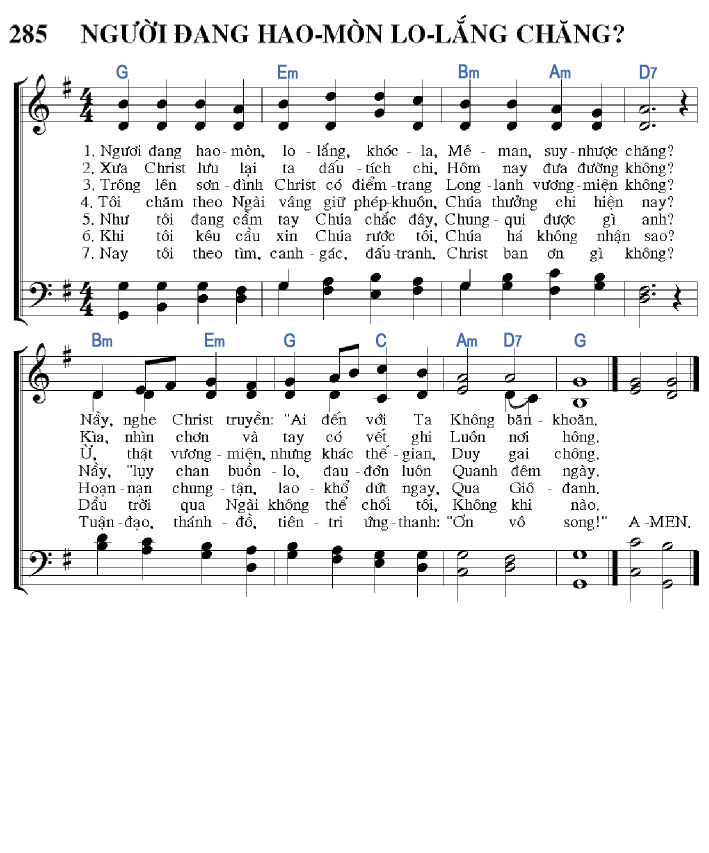 285 NGƯỜI ĐANG HAO-MÒN LO-LẮNG CHĂNG?
G Em Bm Am D7
1. Ngươi đang hao-mòn, lo-lắng, khóc-la, Mê-man, suy-nhược chăng?
2. Xưa Christ lưu lại ta dấu-tích chi, Hôm nay đưa đường không?
3. Trông lên sơn-đình Christ có điểm-trang Long-lanh vương-miện không?
4. Tôi chăm theo Ngài vâng giữ phép-khuôn, Chúa thưởng chi hiện nay?
5. Như tôi đang cầm tay Chúa chắc đây, Chung-qui được gì anh?
6. Khi tôi kêu cầu xin Chúa rước tôi, Chúa há không nhận sao?
7. Nay tôi theo tìm, canh-gác, đấu-tranh, Christ ban ơn gì không?
Bm Em G C Am D7 G
Nầy, nghe Christ truyền: "Ai đến với Ta Không băn-khoăn.
Kìa, nhìn chơn và tay có vết ghi Luôn nơi hông.
Ừ, thật vương-miện, nhưng khác thế-gian, Duy gai chông.
Nầy, "lụy chan buồn-lo, đau-đớn luôn Quanh đêm ngày.
Hoạn-nạn chung-tận, lao-khổ dứt ngay, Qua Giô-đanh.
Dầu trời qua Ngài không thể chối tôi, Không khi nào.
Tuận-đạo, thánh-đồ, tiên-tri ứng-thanh: "Ơn vô song!" A-MEN.